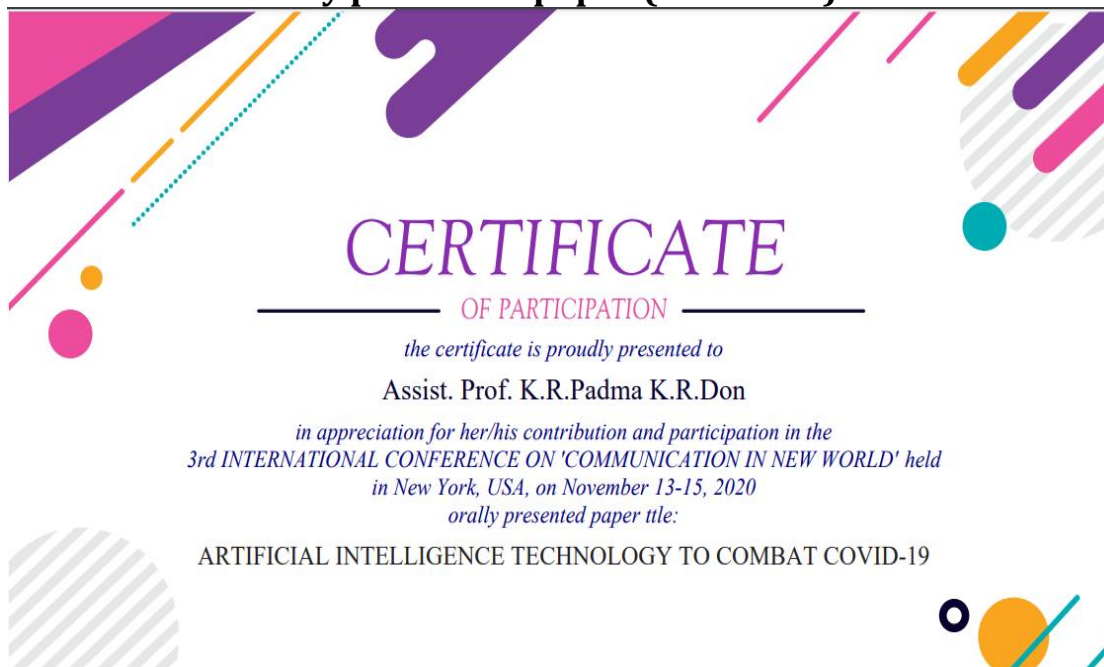 CERTIFICATE
OF PARTICIPATION
the certificate is proudly presented to
Assist. Prof. K.R.Padma K.R.Don
in appreciation for her/his contribution and participation in the
3rd INTERNATIONAL CONFERENCE ON 'COMMUNICATION IN NEW WORLD' held
in New York, USA, on November 13-15, 2020
orally presented paper ttle:
ARTIFICIAL INTELLIGENCE TECHNOLOGY TO COMBAT COVID-19